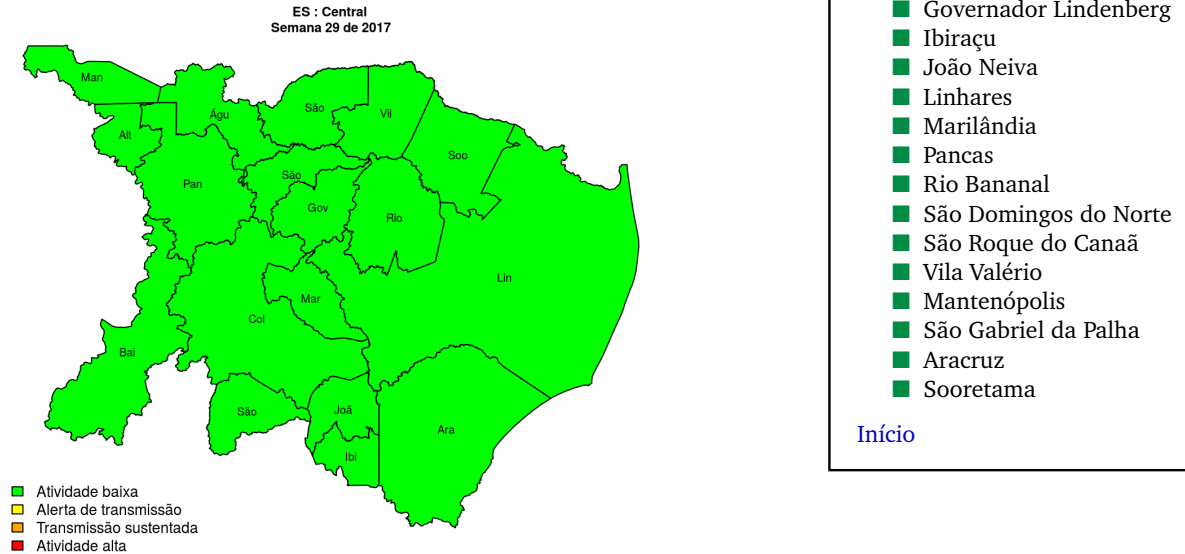 ES : Central
Semana 29 de 2017
Man
Águ
São
Vil
Alt
Soo
São
Pan
Gov
Rio
Lin
Mar
Col
Bai
São
Joã
Ara
Ibi
Atividade baixa
Alerta de transmissão
Transmissão sustentada
Atividade alta
Governador Lindenberg
Ibiraçu
João Neiva
Linhares
Marilândia
Pancas
Rio Bananal
São Domingos do Norte
São Roque do Canaã
Vila Valério
Mantenópolis
São Gabriel da Palha
Aracruz
Sooretama
Início